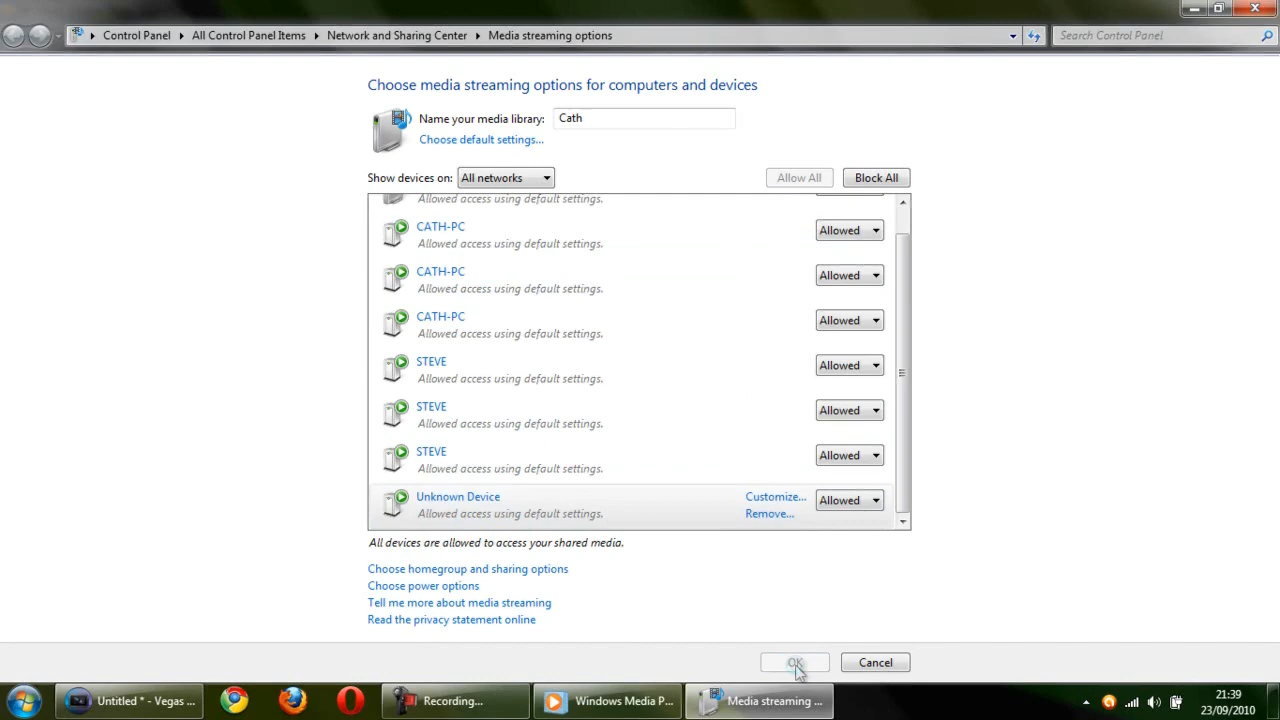 Control Panel All Control Panel Items Network and Sharing Center Media streaming options Search Control Panel
Choose media streaming options for computers and devices
Name your media library: Cath
Choose default settings...
Show devices on: All networks Allow All Block All
Allowed access using default settings.
CATH-PC Allowed
Allowed access using default settings.
CATH-PC Allowed
Allowed access using default settings.
CATH-PC Allowed
Allowed access using default settings.
STEVE Allowed
Allowed access using default settings.
STEVE Allowed
Allowed access using default settings.
STEVE Allowed
Allowed access using default settings.
Unknown Device Customize... Allowed
Allowed access using default settings. Remove...
All devices are allowed to access your shared media.
Choose homegroup and sharing options
Choose power options
Tell me more about media streaming
Read the privacy statement online
OK Cancel
Untitled * - Vegas ... Recording... Windows Media P... Media streaming ... 21:39
23/09/2010